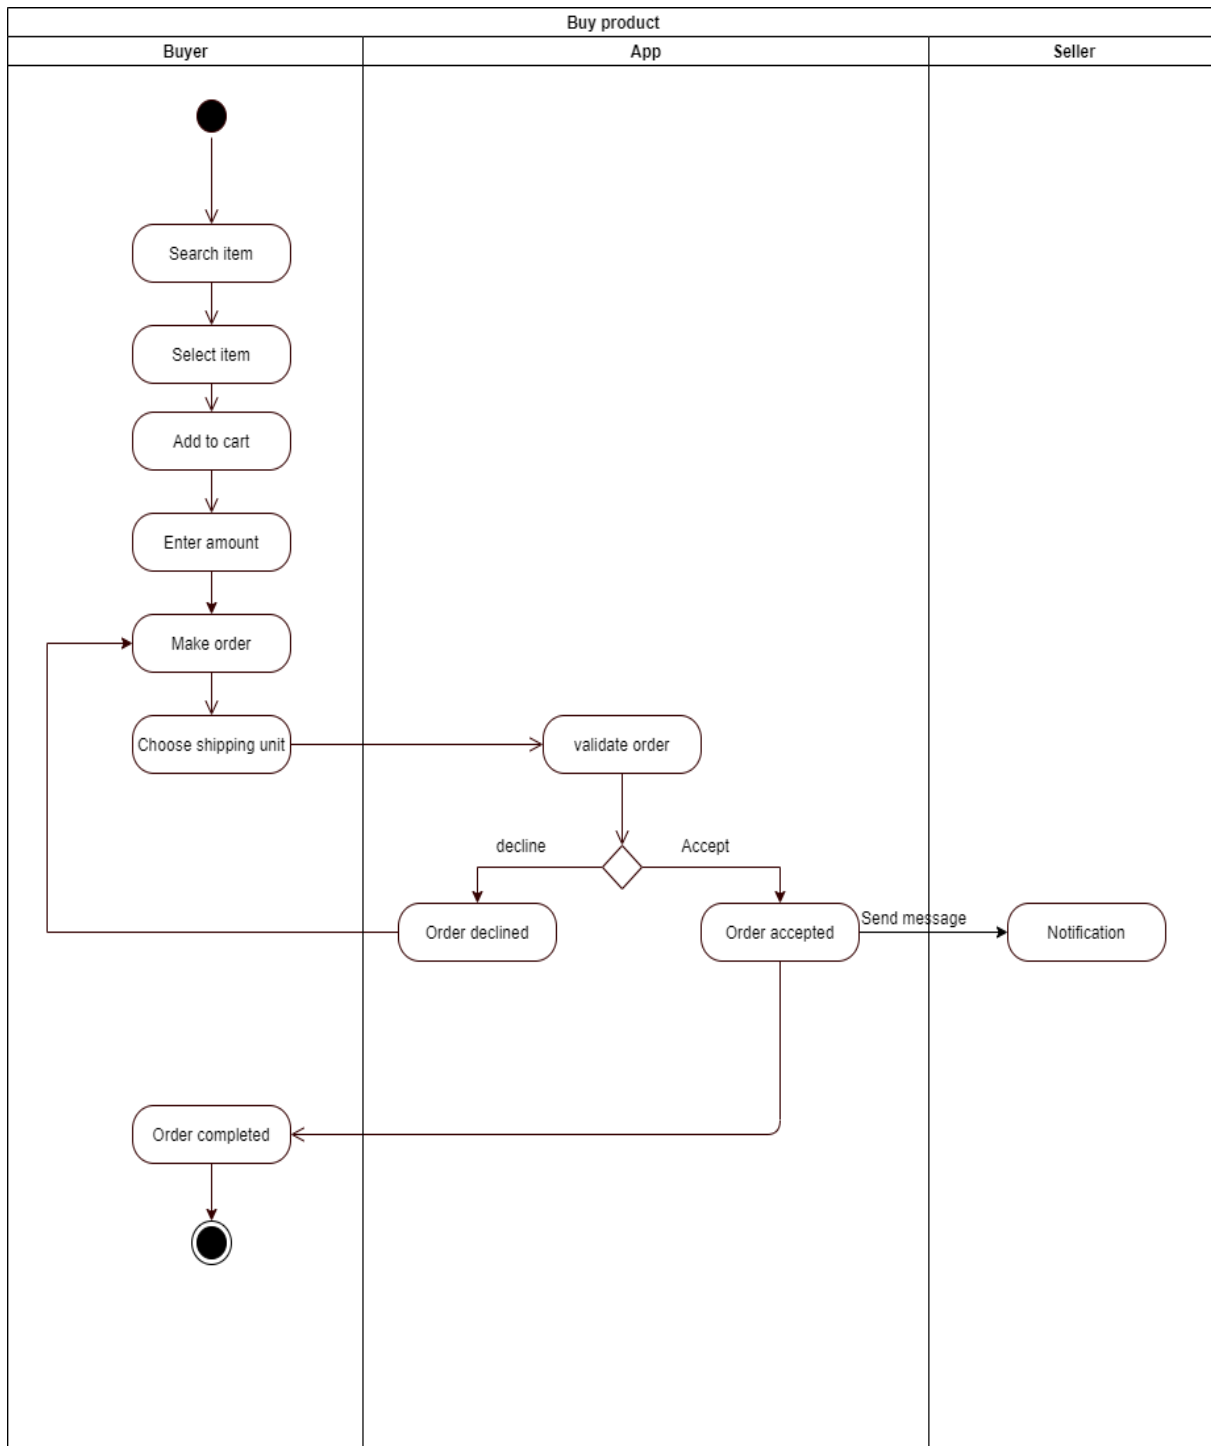 Buy product
Buyer
App
Seller
Search item
Select item
Add to cart
Enter amount
Make order
Choose shipping unit
validate order
decline
Accept
Order declined
Order accepted
Send message
Notification
Order completed